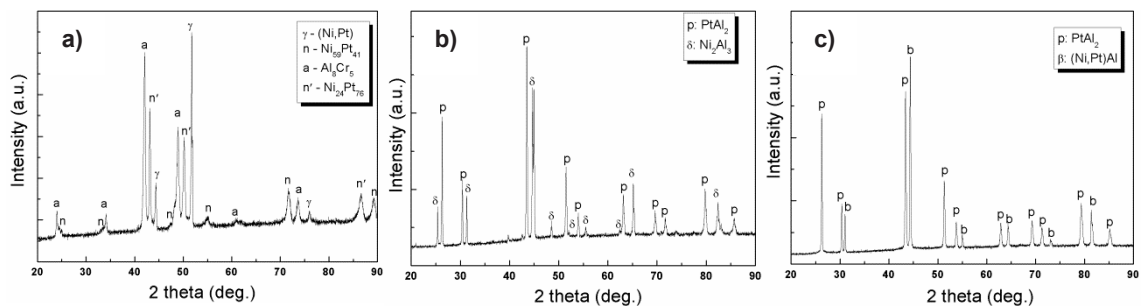 a)
γ - (Ni,Pt)
n - Ni59Pt41
a - Al8Cr5
n′ - Ni24Pt76
Intensity (a.u.)
a n a n a n′ γ n a n′ γ n a n a γ n′ n
20 30 40 50 60 70 80 90
2 theta (deg.)
b)
p: PtAl2
δ: Ni2Al3
Intensity (a.u.)
δ p p δ p δ δ p δ p δ δ p δ p p p δ p
20 30 40 50 60 70 80 90
2 theta (deg.)
c)
p: PtAl2
β: (Ni,Pt)Al
Intensity (a.u.)
p p b p b p p b p b p p b p b p
20 30 40 50 60 70 80 90
2 theta (deg.)